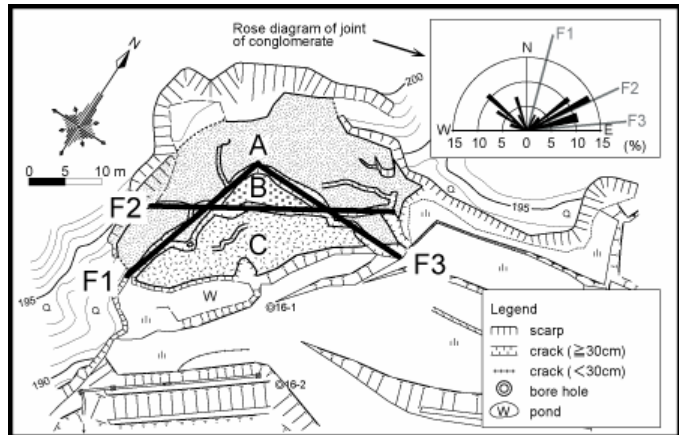 Rose diagram of joint
of conglomerate
N
F1
F2
F3
W
E
15 10 5 0 5 10 15 (%)
N
0 5 10 m
200
195
A
B
C
F2
F1
F3
195
190
W
16-1
16-2
Legend
scarp
crack (≧30cm)
crack (<30cm)
bore hole
W pond